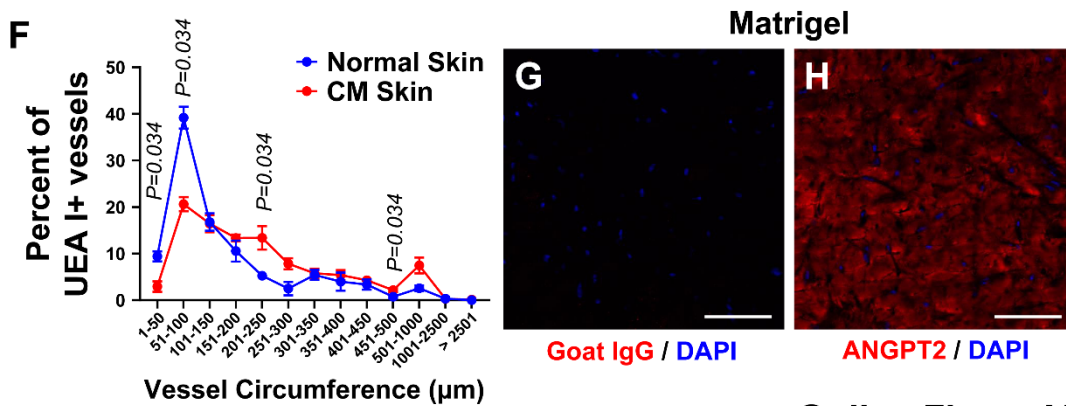 F
P=0.034
P=0.034
P=0.034
P=0.034
Normal Skin
CM Skin
50
40
30
20
10
0
Percent of
UEA I+ vessels
1-50
51-100
101-150
151-200
201-250
251-300
301-350
351-400
401-450
451-500
501-1000
1001-2500
> 2501
Vessel Circumference (µm)
Matrigel
G
H
Goat IgG / DAPI
ANGPT2 / DAPI